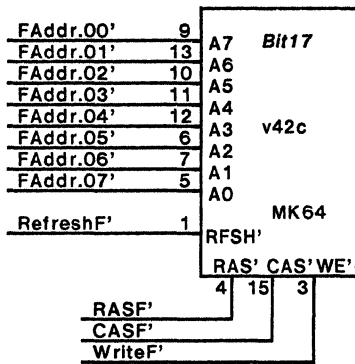 FAddr.00' 9 A7 Bit17
FAddr.01' 13 A6
FAddr.02' 10 A5
FAddr.03' 11 A4
FAddr.04' 12 A3 v42c
FAddr.05' 6 A2
FAddr.06' 7 A1
FAddr.07' 5 A0
MK64
RefreshF' 1 RFSH'
RAS' CAS' WE'
4 15 3
RASF'
CASF'
WriteF'